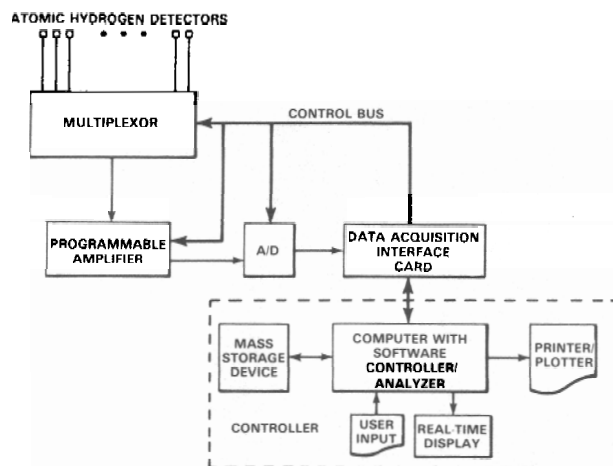 ATOMIC HYDROGEN DETECTORS
MULTIPLEXOR
CONTROL BUS
PROGRAMMABLE
AMPLIFIER
A/D
DATA ACQUISITION
INTERFACE
CARD
MASS
STORAGE
DEVICE
COMPUTER WITH
SOFTWARE
CONTROLLER/
ANALYZER
PRINTER/
PLOTTER
CONTROLLER
USER
INPUT
REAL-TIME
DISPLAY